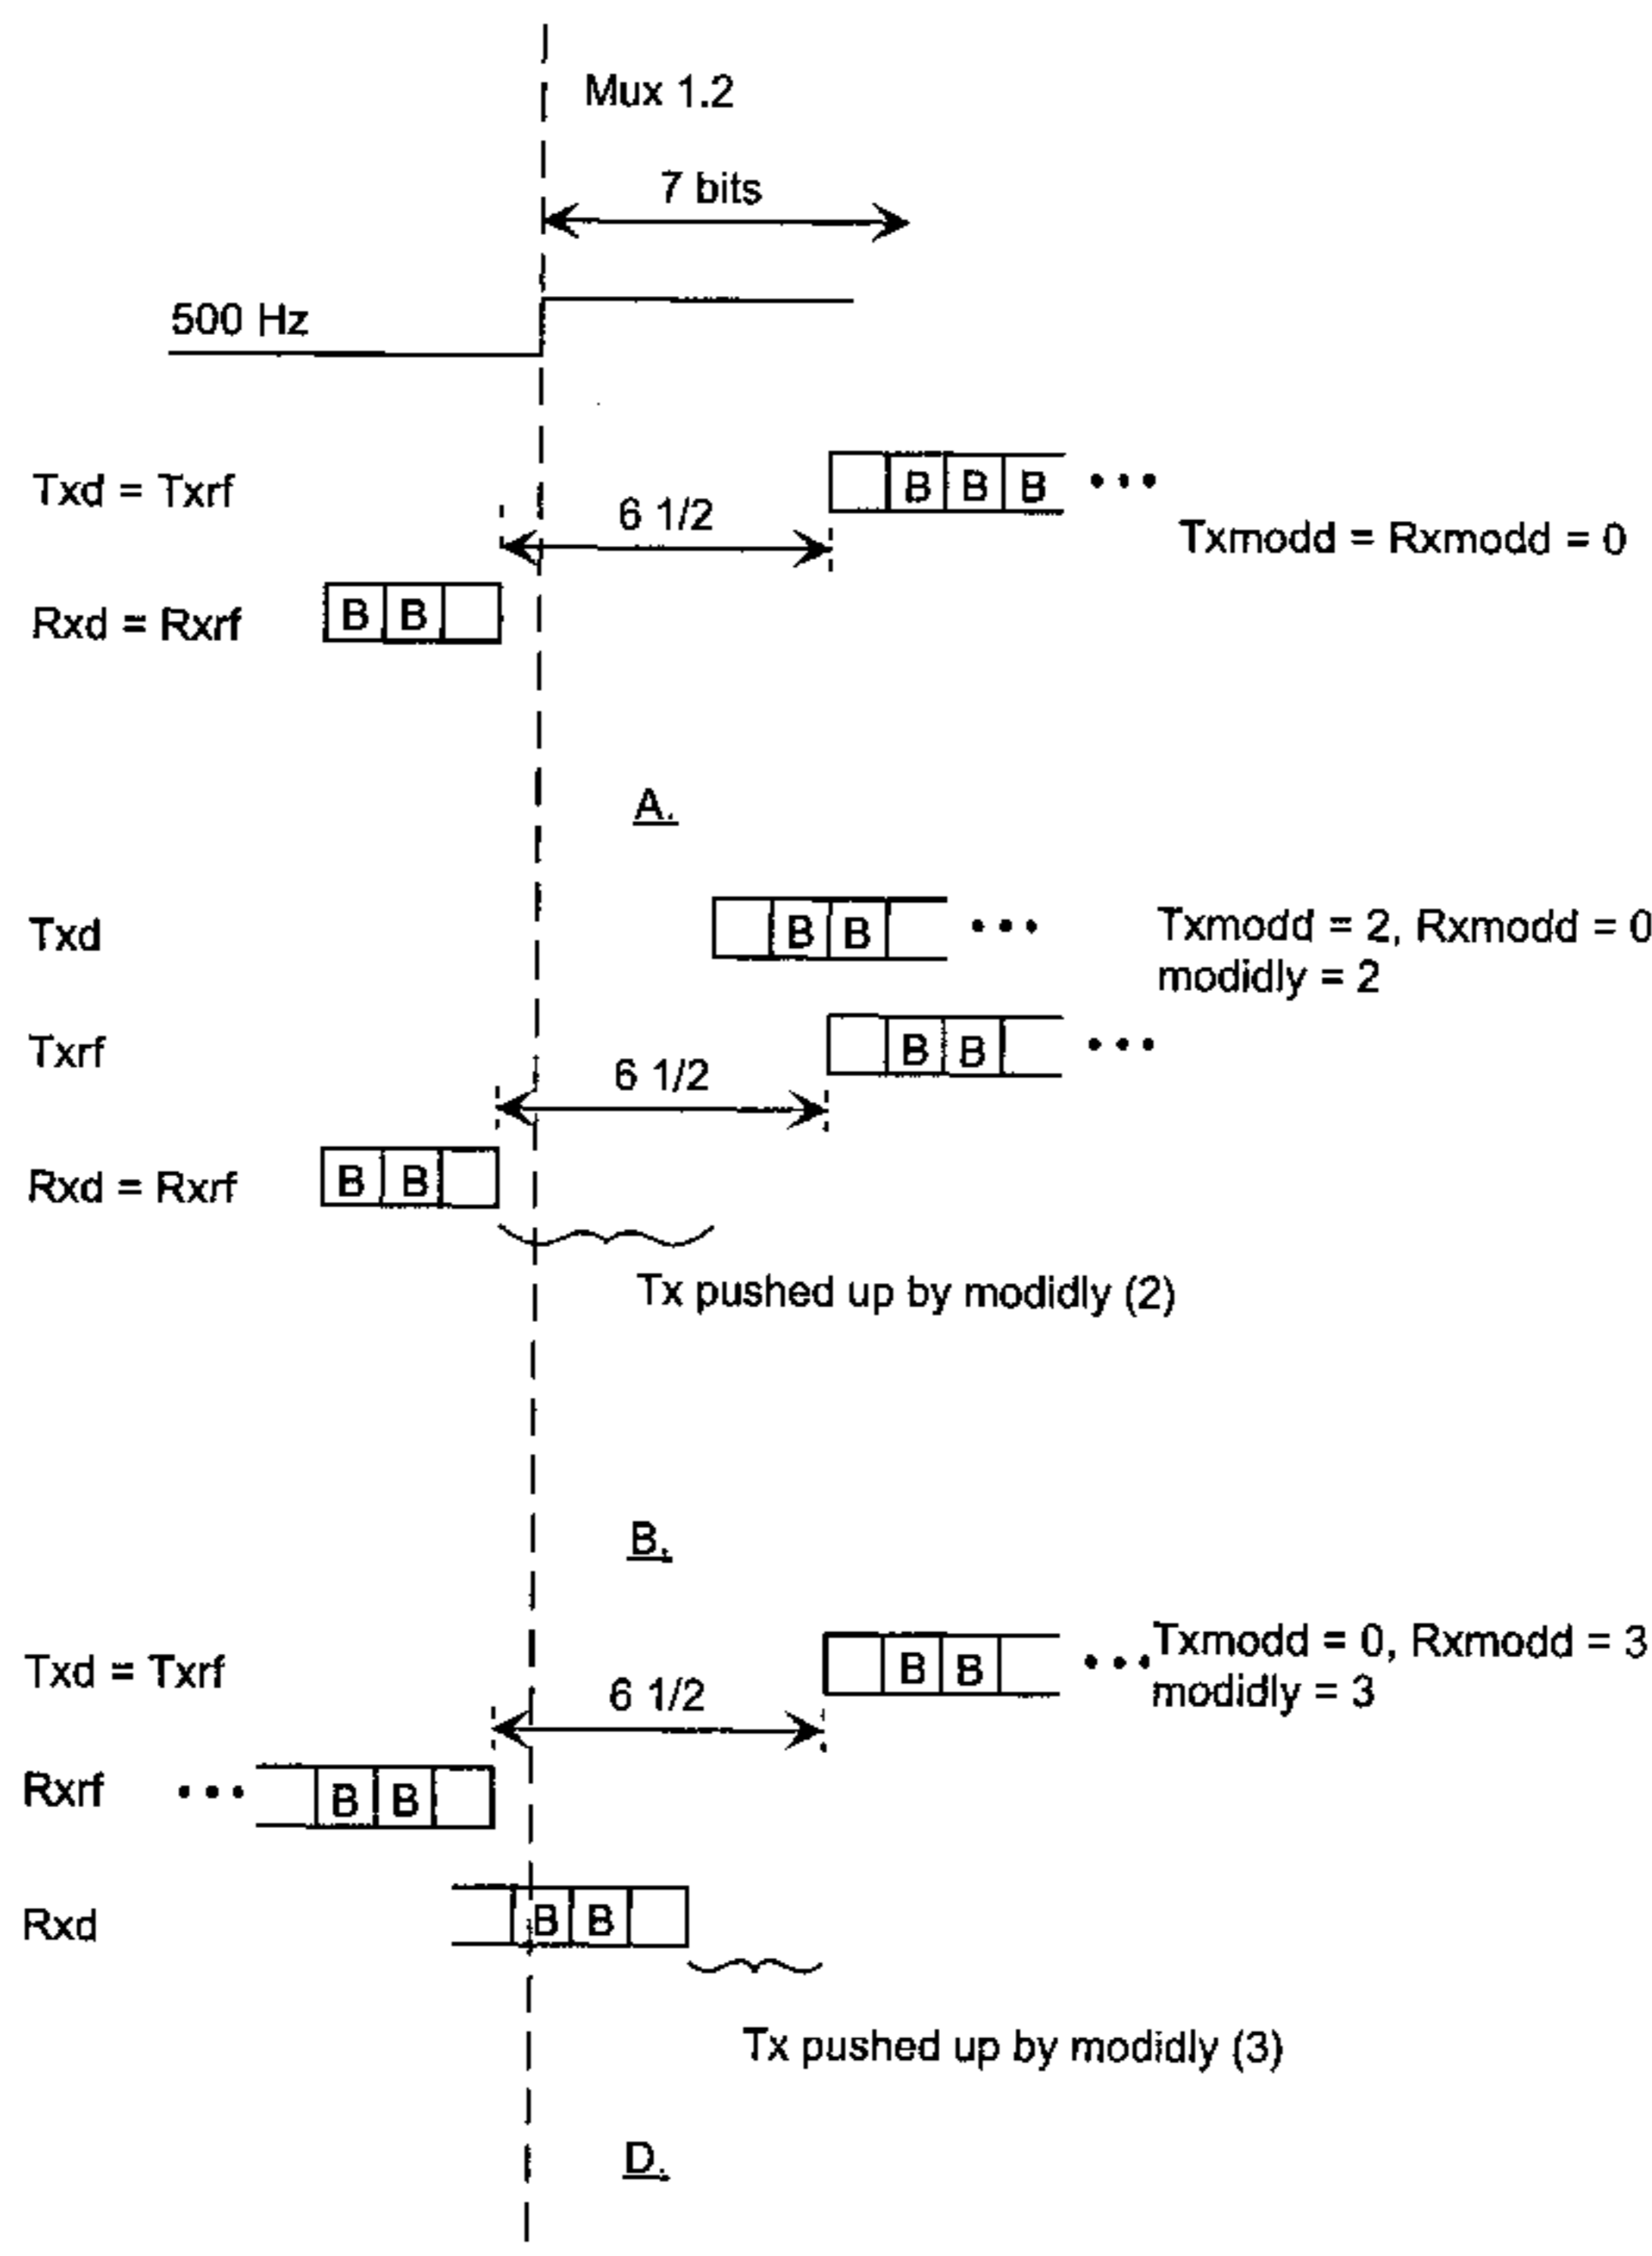 Mux 1.2
7 bits
500 Hz
Txd = Txrf
B B B •••
6 1/2
Txmodd = Rxmodd = 0
Rxd = Rxrf
B B
A.
Txd
B B •••
Txmodd = 2, Rxmodd = 0
modidly = 2
Txrf
B B •••
6 1/2
Rxd = Rxrf
B B
Tx pushed up by modidly (2)
B.
Txd = Txrf
B B •••
Txmodd = 0, Rxmodd = 3
modidly = 3
6 1/2
Rxrf
••• B B
Rxd
B B
Tx pushed up by modidly (3)
D.